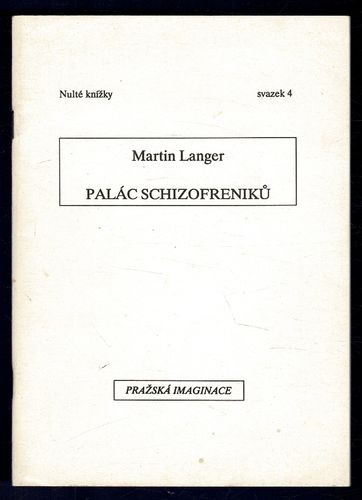 Nulté knížky svazek 4
Martin Langer
PALÁC SCHIZOFRENIKŮ
PRAŽSKÁ IMAGINACE